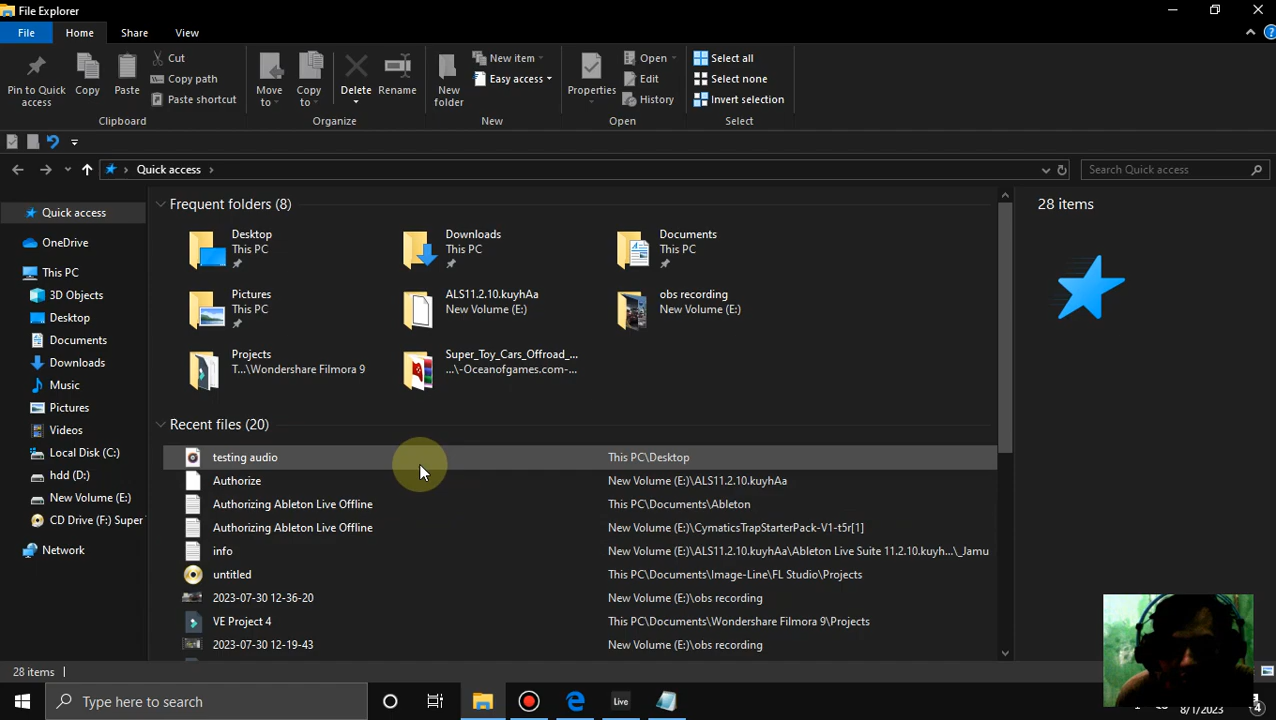 File Explorer
File
Home
Share
View
Pin to Quick access
Copy
Paste
Cut
Copy path
Paste shortcut
Clipboard
Move to
Copy to
Delete
Rename
Organize
New folder
New item
Easy access
New
Properties
Open
Edit
History
Open
Select all
Select none
Invert selection
Select
Quick access
Search Quick access
Quick access
OneDrive
This PC
3D Objects
Desktop
Documents
Downloads
Music
Pictures
Videos
Local Disk (C:)
hdd (D:)
New Volume (E:)
CD Drive (F:) Super
Network
Frequent folders (8)
Desktop
This PC
Downloads
This PC
Documents
This PC
Pictures
This PC
ALS11.2.10.kuyhAa
New Volume (E:)
obs recording
New Volume (E:)
Projects
T...\Wondershare Filmora 9
Super_Toy_Cars_Offroad_...
...\-Oceanofgames.com-...
Recent files (20)
testing audio This PC\Desktop
Authorize New Volume (E:)\ALS11.2.10.kuyhAa
Authorizing Ableton Live Offline This PC\Documents\Ableton
Authorizing Ableton Live Offline New Volume (E:)\CymaticsTrapStarterPack-V1-t5r[1]
info New Volume (E:)\ALS11.2.10.kuyhAa\Ableton Live Suite 11.2.10.kuyh...\_Jamu
untitled This PC\Documents\Image-Line\FL Studio\Projects
2023-07-30 12-36-20 New Volume (E:)\obs recording
VE Project 4 This PC\Documents\Wondershare Filmora 9\Projects
2023-07-30 12-19-43 New Volume (E:)\obs recording
28 items
28 items
Type here to search
Live
8/1/2023
4